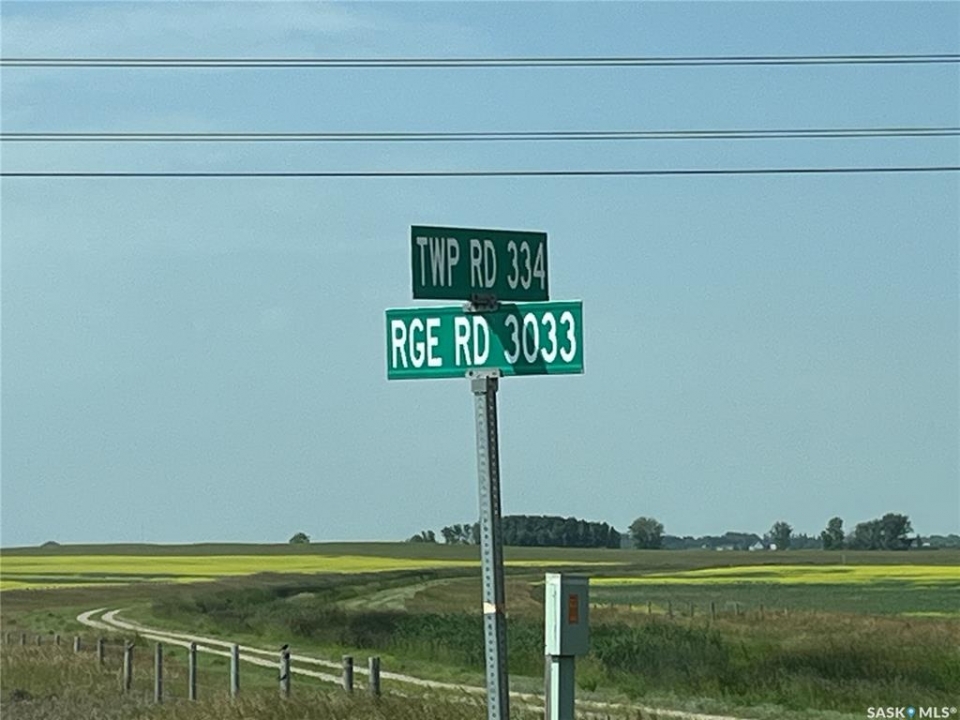 TWP RD 334
RGE RD 3033
SASK MLS®